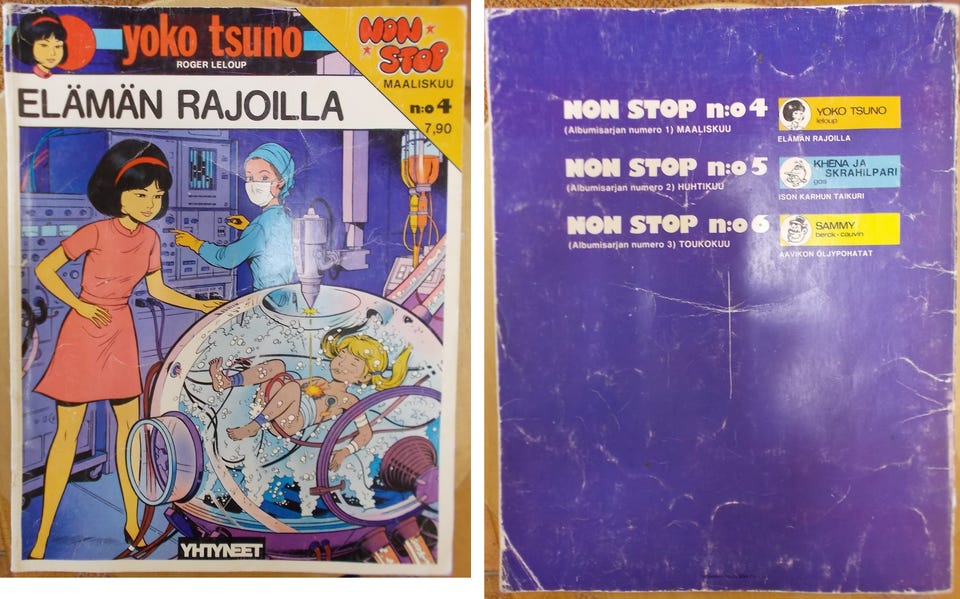 yoko tsuno
ROGER LELOUP
NON
STOP
MAALISKUU
n:o 4
7,90
ELÄMÄN RAJOILLA
YHTYNEET
NON STOP n:o 4
(Albumisarjan numero 1) MAALISKUU
YOKO TSUNO
leloup
ELÄMÄN RAJOILLA
NON STOP n:o 5
(Albumisarjan numero 2) HUHTIKUU
KHENA JA
SKRAHILPARI
gos
ISON KARHUN TAIKURI
NON STOP n:o 6
(Albumisarjan numero 3) TOUKOKUU
SAMMY
berck - cauvin
AAVIKON ÖLJYPOHATAT